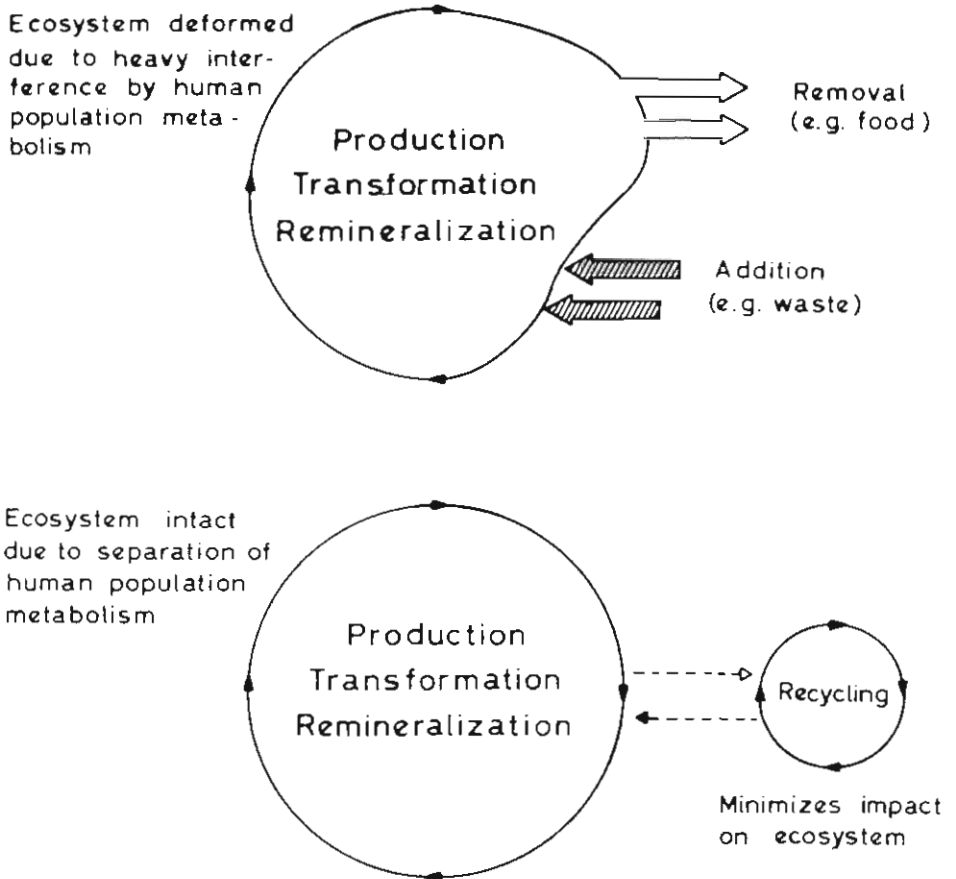 Ecosystem deformed
due to heavy inter-
ference by human
population meta-
bolism
Production
Transformation
Remineralization
Removal
(e.g. food)
Addition
(e.g. waste)
Ecosystem intact
due to separation of
human population
metabolism
Production
Transformation
Remineralization
Recycling
Minimizes impact
on ecosystem